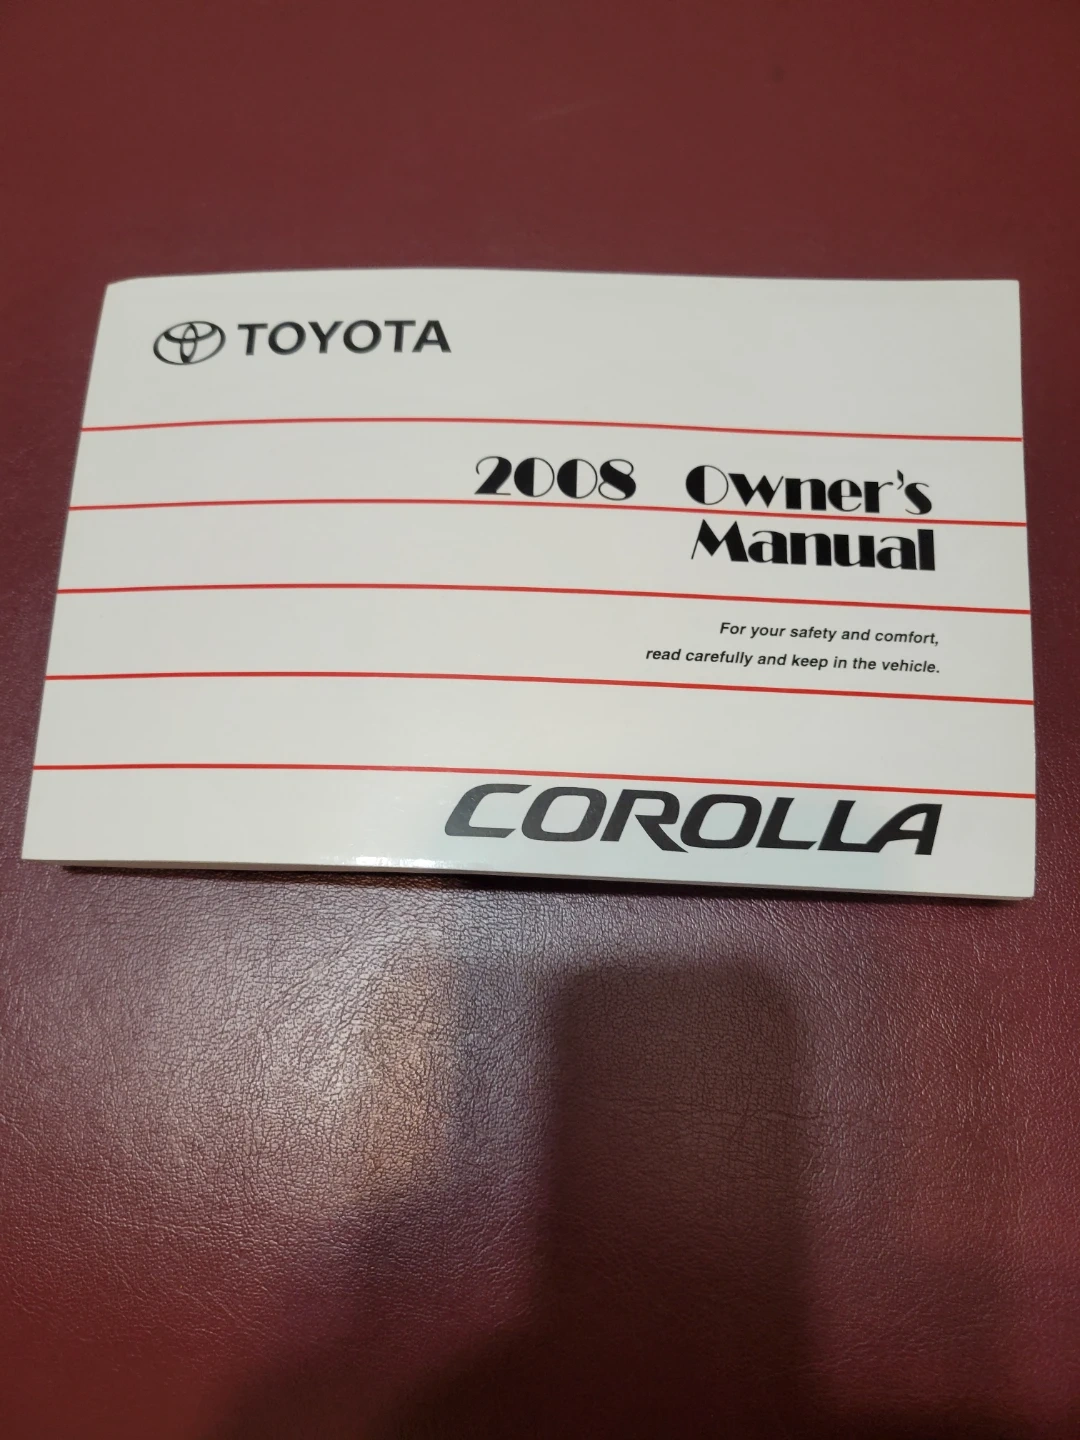 TOYOTA
2008 Owner's
Manual
For your safety and comfort,
read carefully and keep in the vehicle.
COROLLA